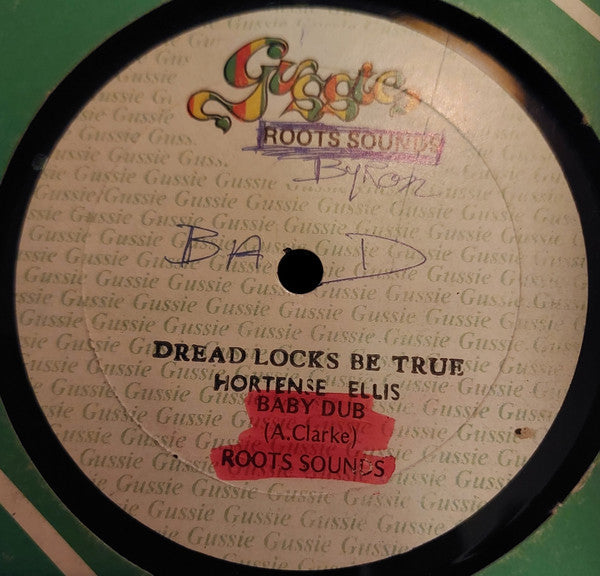 Gussie
ROOTS SOUNDS
Byron
BA D
DREAD LOCKS BE TRUE
HORTENSE ELLIS
BABY DUB
(A.Clarke)
ROOTS SOUNDS